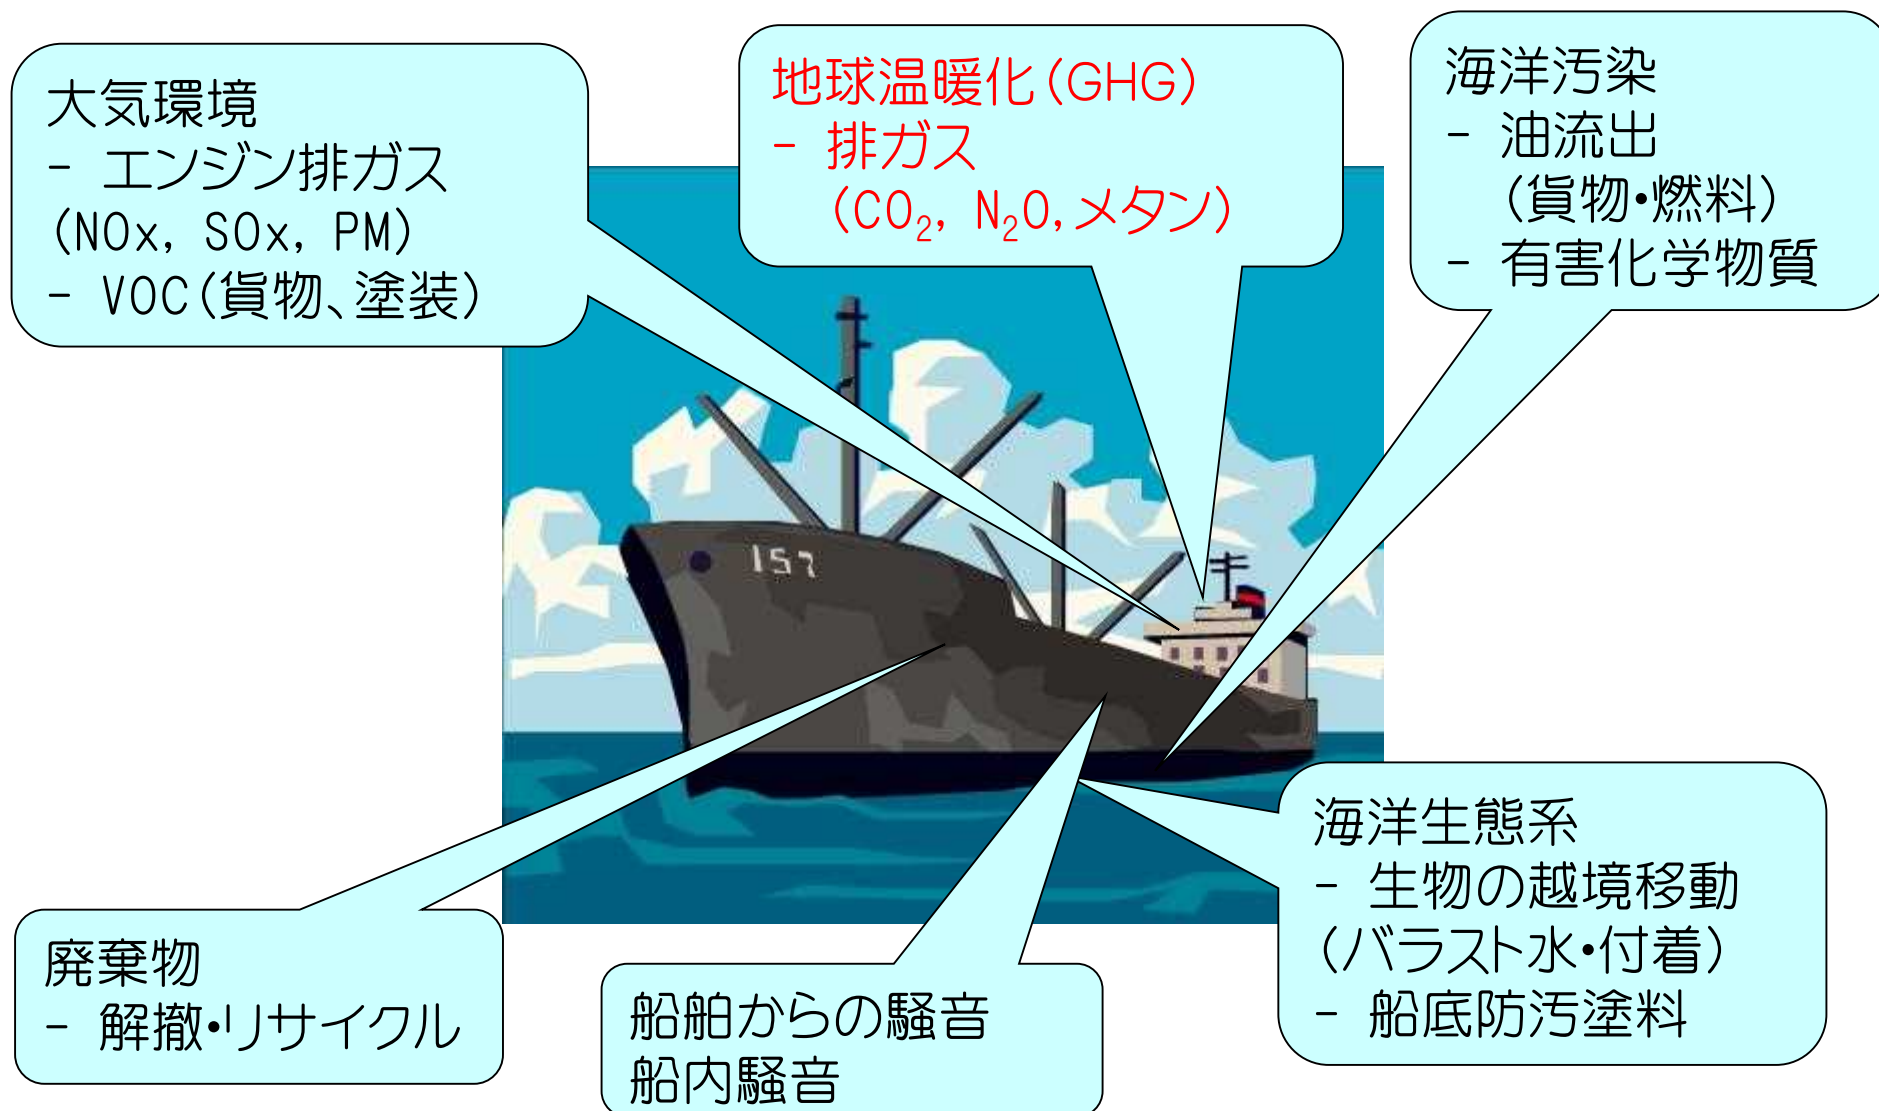 大気環境
- エンジン排ガス
(NOx, SOx, PM)
- VOC(貨物、塗装)
地球温暖化(GHG)
- 排ガス
(CO₂, N₂O,メタン)
海洋汚染
- 油流出
(貨物・燃料)
- 有害化学物質
157
廃棄物
- 解撤・リサイクル
船舶からの騒音
船内騒音
海洋生態系
- 生物の越境移動
(バラスト水・付着)
- 船底防汚塗料